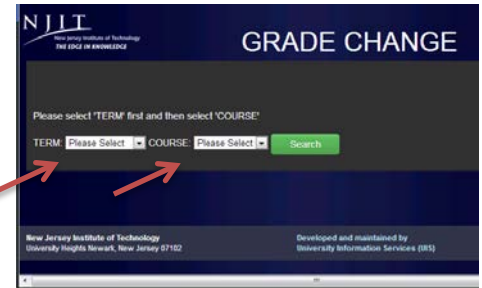 NJIT
New Jersey Institute of Technology
THE EDGE IN KNOWLEDGE
GRADE CHANGE
Please select 'TERM' first and then select 'COURSE'
TERM: Please Select COURSE: Please Select Search
New Jersey Institute of Technology
University Heights Newark, New Jersey 07102
Developed and maintained by
University Information Services (UIS)